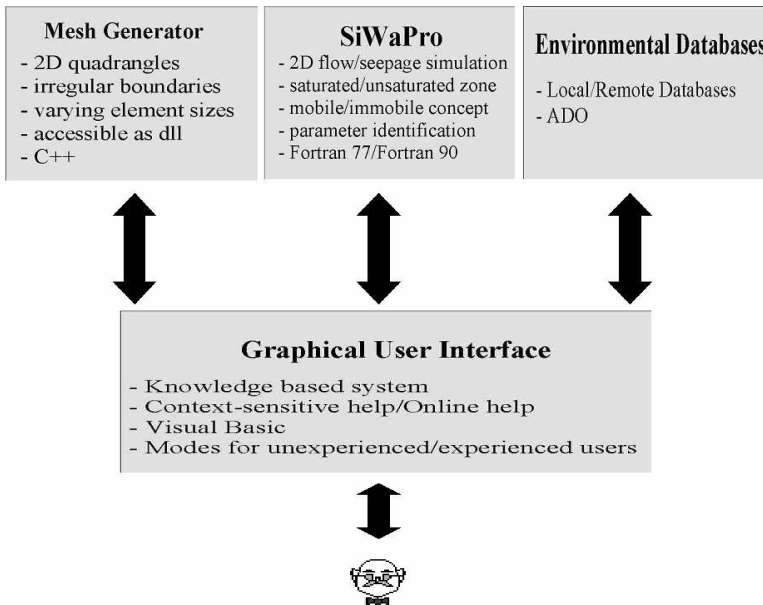 Mesh Generator
- 2D quadrangles
- irregular boundaries
- varying element sizes
- accessible as dll
- C++
SiWaPro
- 2D flow/seepage simulation
- saturated/unsaturated zone
- mobile/immobile concept
- parameter identification
- Fortran 77/Fortran 90
Environmental Databases
- Local/Remote Databases
- ADO
Graphical User Interface
- Knowledge based system
- Context-sensitive help/Online help
- Visual Basic
- Modes for unexperienced/experienced users